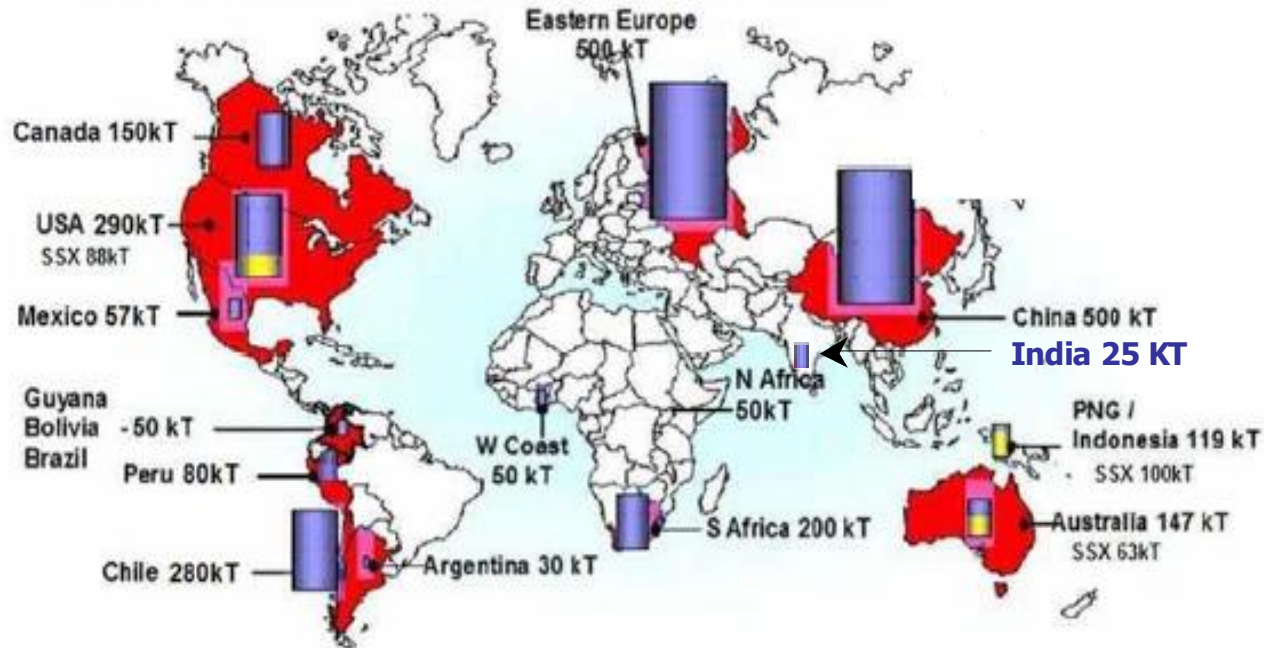 Eastern Europe
500 kT
Canada 150kT
USA 290kT
SSX 88kT
Mexico 57kT
China 500 kT
India 25 KT
N Africa
50kT
Guyana
Bolivia - 50 kT
Brazil
W Coast
50 kT
PNG /
Indonesia 119 kT
SSX 100kT
Peru 80kT
S Africa 200 kT
Australia 147 kT
SSX 63kT
Chile 280kT
Argentina 30 kT